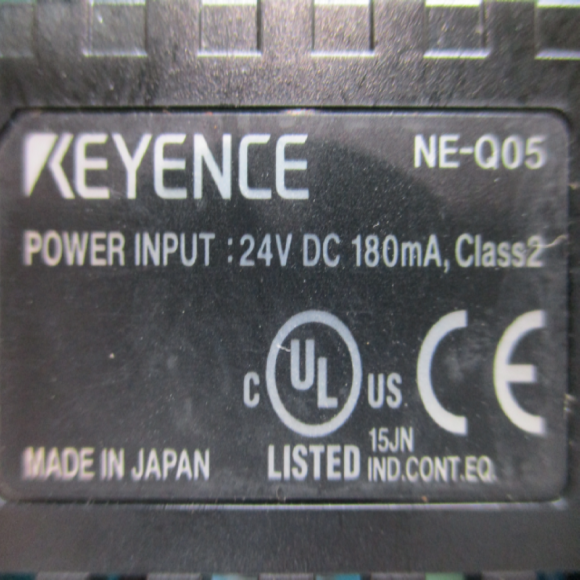 KEYENCE NE-Q05
POWER INPUT : 24V DC 180mA, Class2
C UL US CE
MADE IN JAPAN LISTED 15JN
IND.CONT.EQ